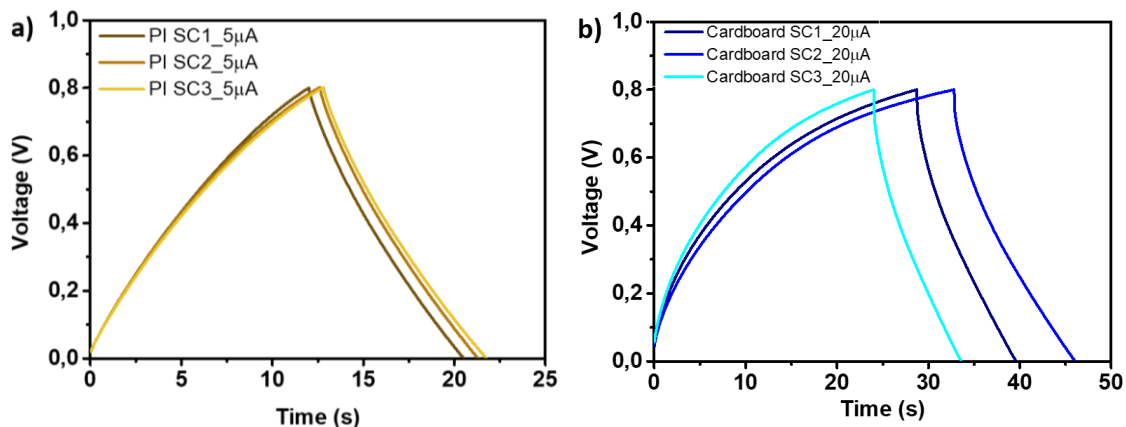 a)
PI SC1_5µA
PI SC2_5µA
PI SC3_5µA
Voltage (V)
1,0
0,8
0,6
0,4
0,2
0,0
0
5
10
15
20
25
Time (s)
b)
Cardboard SC1_20µA
Cardboard SC2_20µA
Cardboard SC3_20µA
Voltage (V)
1,0
0,8
0,6
0,4
0,2
0,0
0
10
20
30
40
50
Time (s)